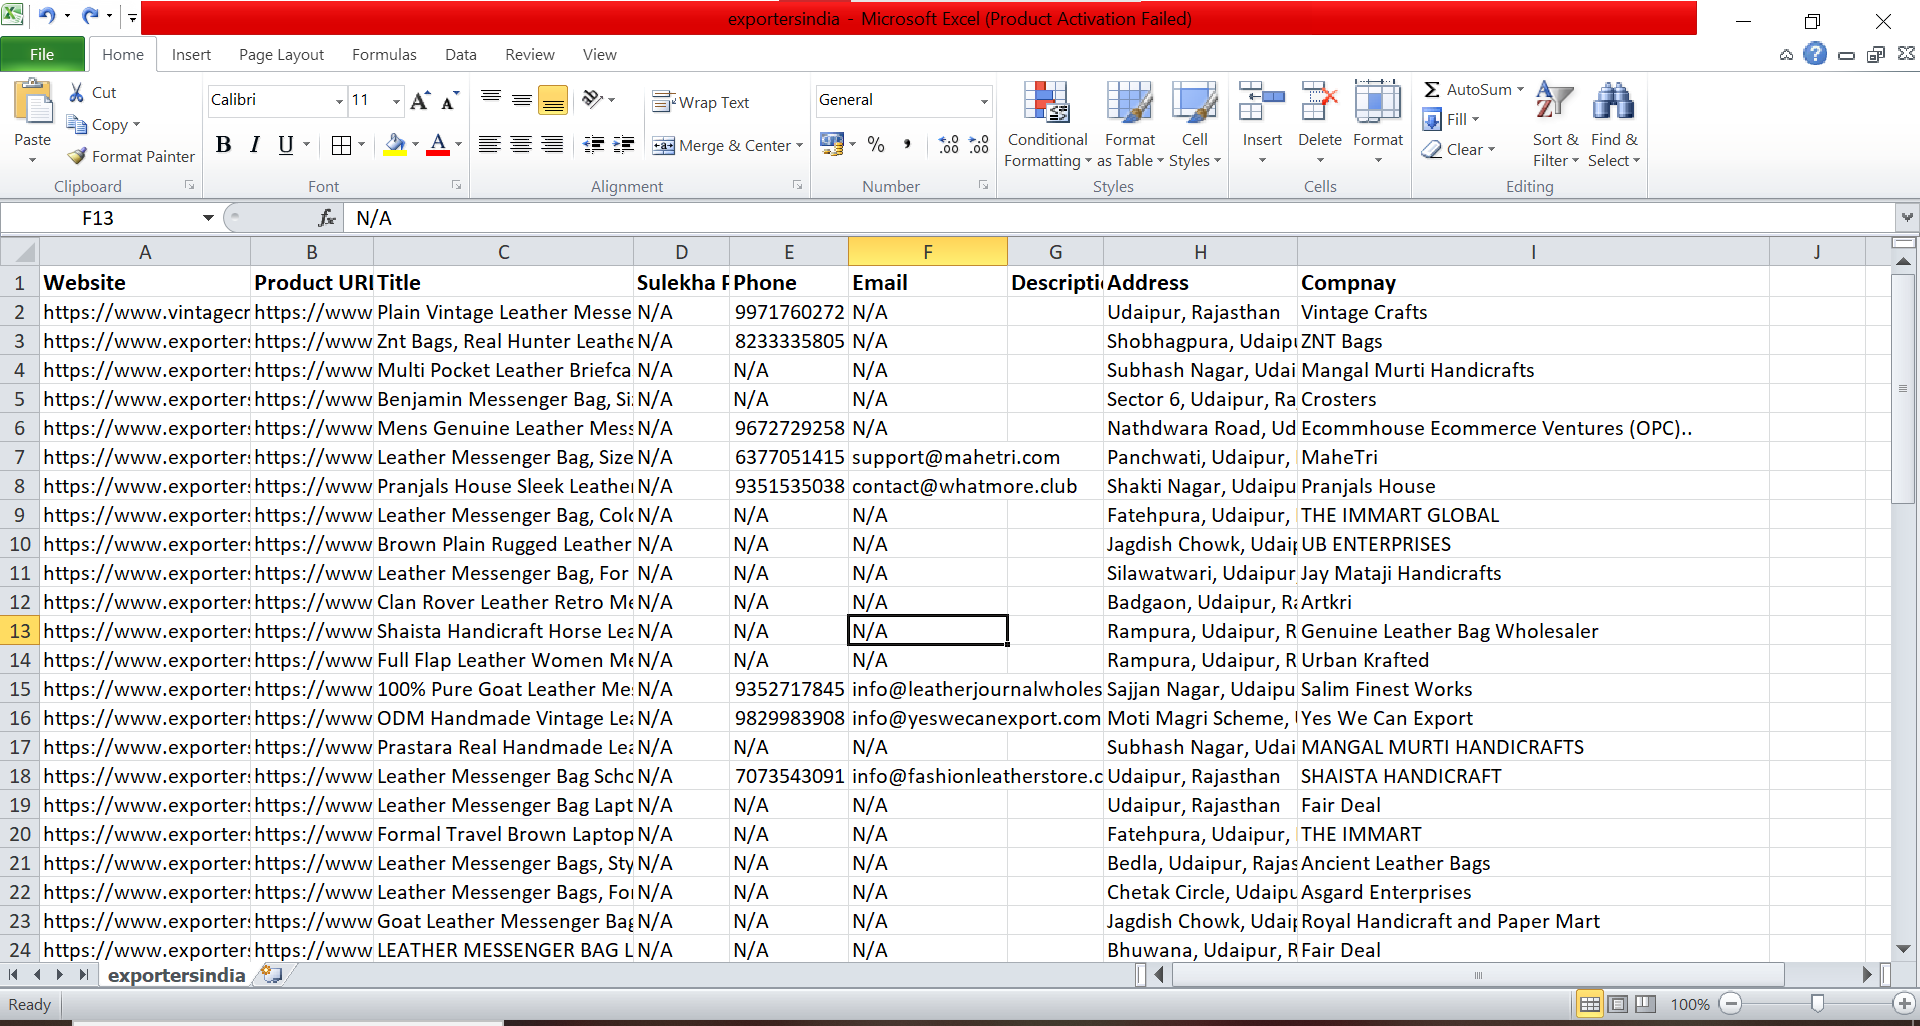 exportersindia - Microsoft Excel (Product Activation Failed)
File Home Insert Page Layout Formulas Data Review View
Paste
Cut
Copy
Format Painter
Clipboard
Calibri 11
B I U A
Font
Wrap Text
Merge & Center
Alignment
General
%
Number
Conditional Formatting
Format as Table
Cell Styles
Styles
Insert
Delete
Format
Cells
AutoSum
Fill
Clear
Sort & Filter
Find & Select
Editing
F13 fx N/A
A B C D E F G H I J
1 Website Product URI Title Sulekha F Phone Email Descripti Address Compnay
2 https://www.vintagecr https://www Plain Vintage Leather Messe N/A 9971760272 N/A Udaipur, Rajasthan Vintage Crafts
3 https://www.exporter https://www Znt Bags, Real Hunter Leathe N/A 8233335805 N/A Shobhagpura, Udaipu ZNT Bags
4 https://www.exporter https://www Multi Pocket Leather Briefca N/A N/A N/A Subhash Nagar, Udai Mangal Murti Handicrafts
5 https://www.exporter https://www Benjamin Messenger Bag, Si N/A N/A N/A Sector 6, Udaipur, Ra Crosters
6 https://www.exporter https://www Mens Genuine Leather Mess N/A 9672729258 N/A Nathdwara Road, Ud Ecommhouse Ecommerce Ventures (OPC)..
7 https://www.exporter https://www Leather Messenger Bag, Size N/A 6377051415 support@mahetri.com Panchwati, Udaipur, MaheTri
8 https://www.exporter https://www Pranjals House Sleek Leather N/A 9351535038 contact@whatmore.club Shakti Nagar, Udaipu Pranjals House
9 https://www.exporter https://www Leather Messenger Bag, Colo N/A N/A N/A Fatehpura, Udaipur, THE IMMART GLOBAL
10 https://www.exporter https://www Brown Plain Rugged Leather N/A N/A N/A Jagdish Chowk, Udaip UB ENTERPRISES
11 https://www.exporter https://www Leather Messenger Bag, For N/A N/A N/A Silawatwari, Udaipur Jay Mataji Handicrafts
12 https://www.exporter https://www Clan Rover Leather Retro Me N/A N/A N/A Badgaon, Udaipur, Ra Artkri
13 https://www.exporter https://www Shaista Handicraft Horse Lea N/A N/A N/A Rampura, Udaipur, R Genuine Leather Bag Wholesaler
14 https://www.exporter https://www Full Flap Leather Women Me N/A N/A N/A Rampura, Udaipur, R Urban Krafted
15 https://www.exporter https://www 100% Pure Goat Leather Me N/A 9352717845 info@leatherjournalwholes Sajjan Nagar, Udaipu Salim Finest Works
16 https://www.exporter https://www ODM Handmade Vintage Lea N/A 9829983908 info@yeswecanexport.com Moti Magri Scheme, Yes We Can Export
17 https://www.exporter https://www Prastara Real Handmade Lea N/A N/A N/A Subhash Nagar, Udai MANGAL MURTI HANDICRAFTS
18 https://www.exporter https://www Leather Messenger Bag Scho N/A 7073543091 info@fashionleatherstore.c Udaipur, Rajasthan SHAISTA HANDICRAFT
19 https://www.exporter https://www Leather Messenger Bag Lapt N/A N/A N/A Udaipur, Rajasthan Fair Deal
20 https://www.exporter https://www Formal Travel Brown Laptop N/A N/A N/A Fatehpura, Udaipur, THE IMMART
21 https://www.exporter https://www Leather Messenger Bags, Sty N/A N/A N/A Bedla, Udaipur, Rajas Ancient Leather Bags
22 https://www.exporter https://www Leather Messenger Bags, Fo N/A N/A N/A Chetak Circle, Udaipu Asgard Enterprises
23 https://www.exporter https://www Goat Leather Messenger Bag N/A N/A N/A Jagdish Chowk, Udaip Royal Handicraft and Paper Mart
24 https://www.exporter https://www LEATHER MESSENGER BAG L N/A N/A N/A Bhuwana, Udaipur, R Fair Deal
exportersindia
Ready 100%